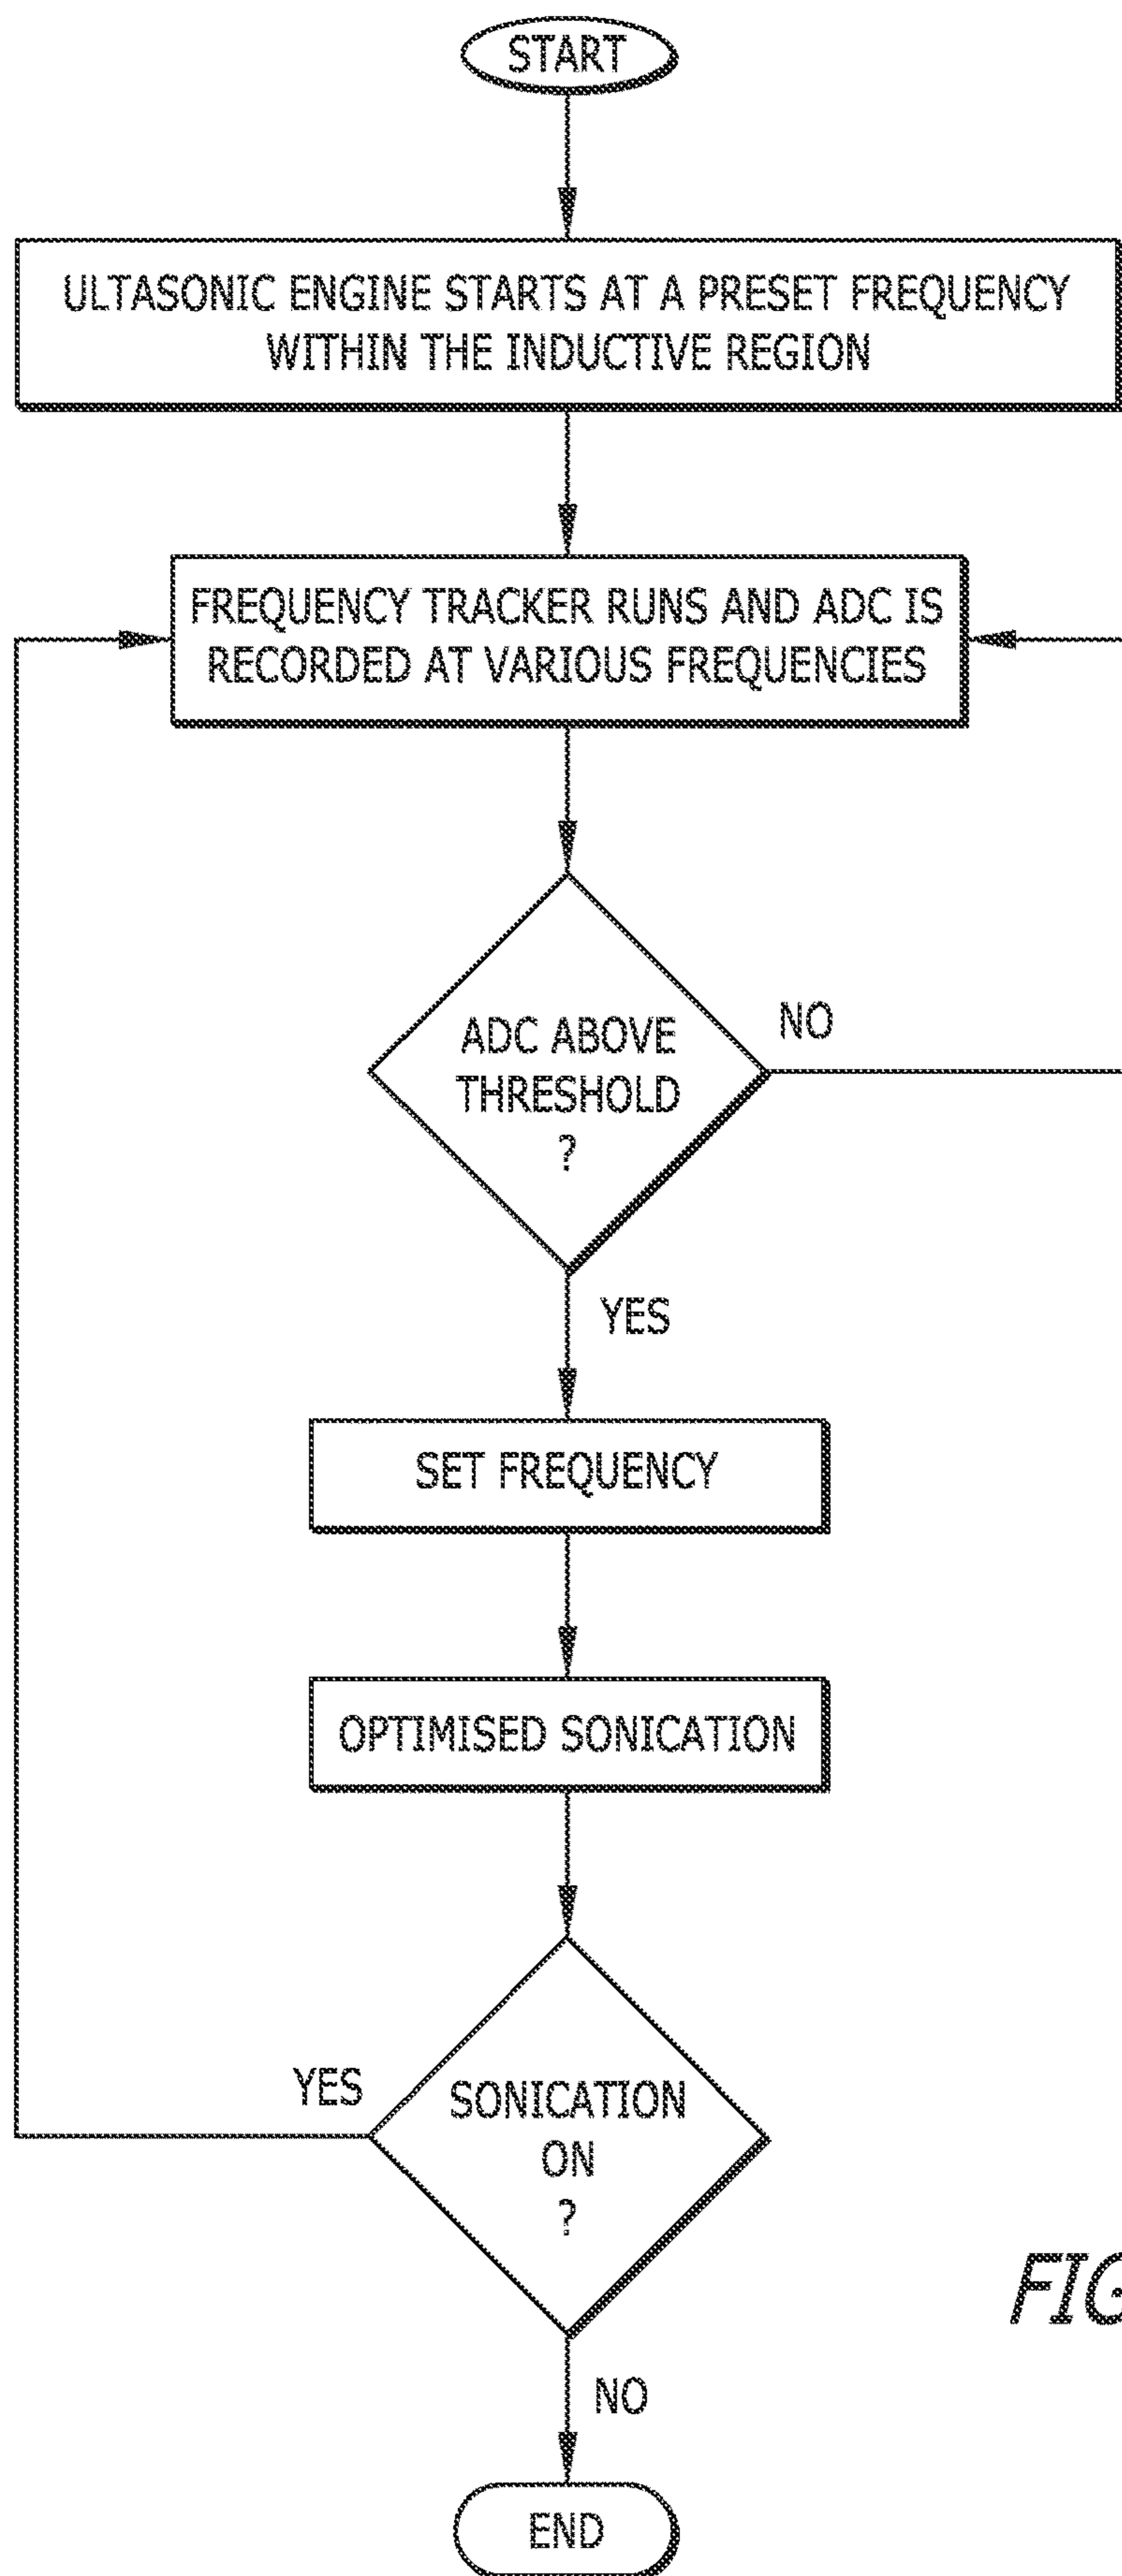 START
ULTASONIC ENGINE STARTS AT A PRESET FREQUENCY
WITHIN THE INDUCTIVE REGION
FREQUENCY TRACKER RUNS AND ADC IS
RECORDED AT VARIOUS FREQUENCIES
ADC ABOVE
THRESHOLD
?
NO
YES
SET FREQUENCY
OPTIMISED SONICATION
SONICATION
ON
?
YES
NO
FIG
END